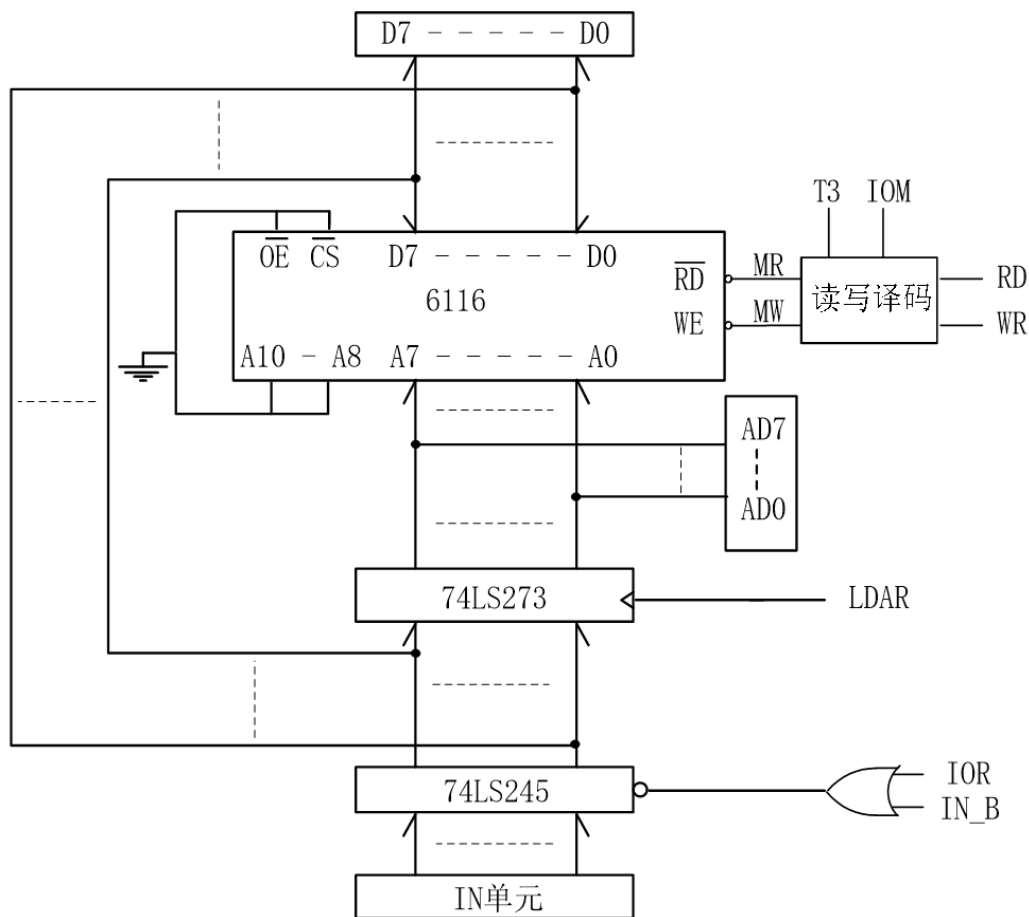 D7 - - - - - D0
T3 IOM
OE CS D7 - - - - - D0
RD MR 读写译码 RD
6116
WE MW WR
A10 - A8 A7 - - - - - A0
AD7
AD0
74LS273 LDAR
74LS245
IOR
IN_B
IN单元